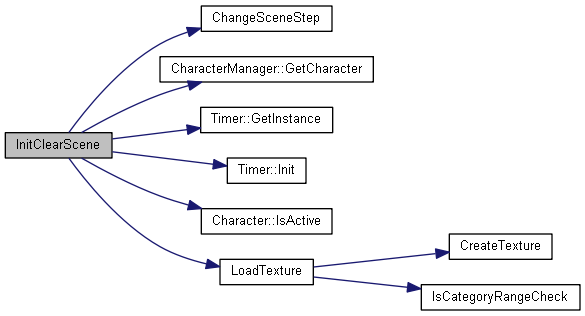 ChangeSceneStep
CharacterManager::GetCharacter
Timer::GetInstance
InitClearScene
Timer::Init
Character::IsActive
LoadTexture
CreateTexture
IsCategoryRangeCheck